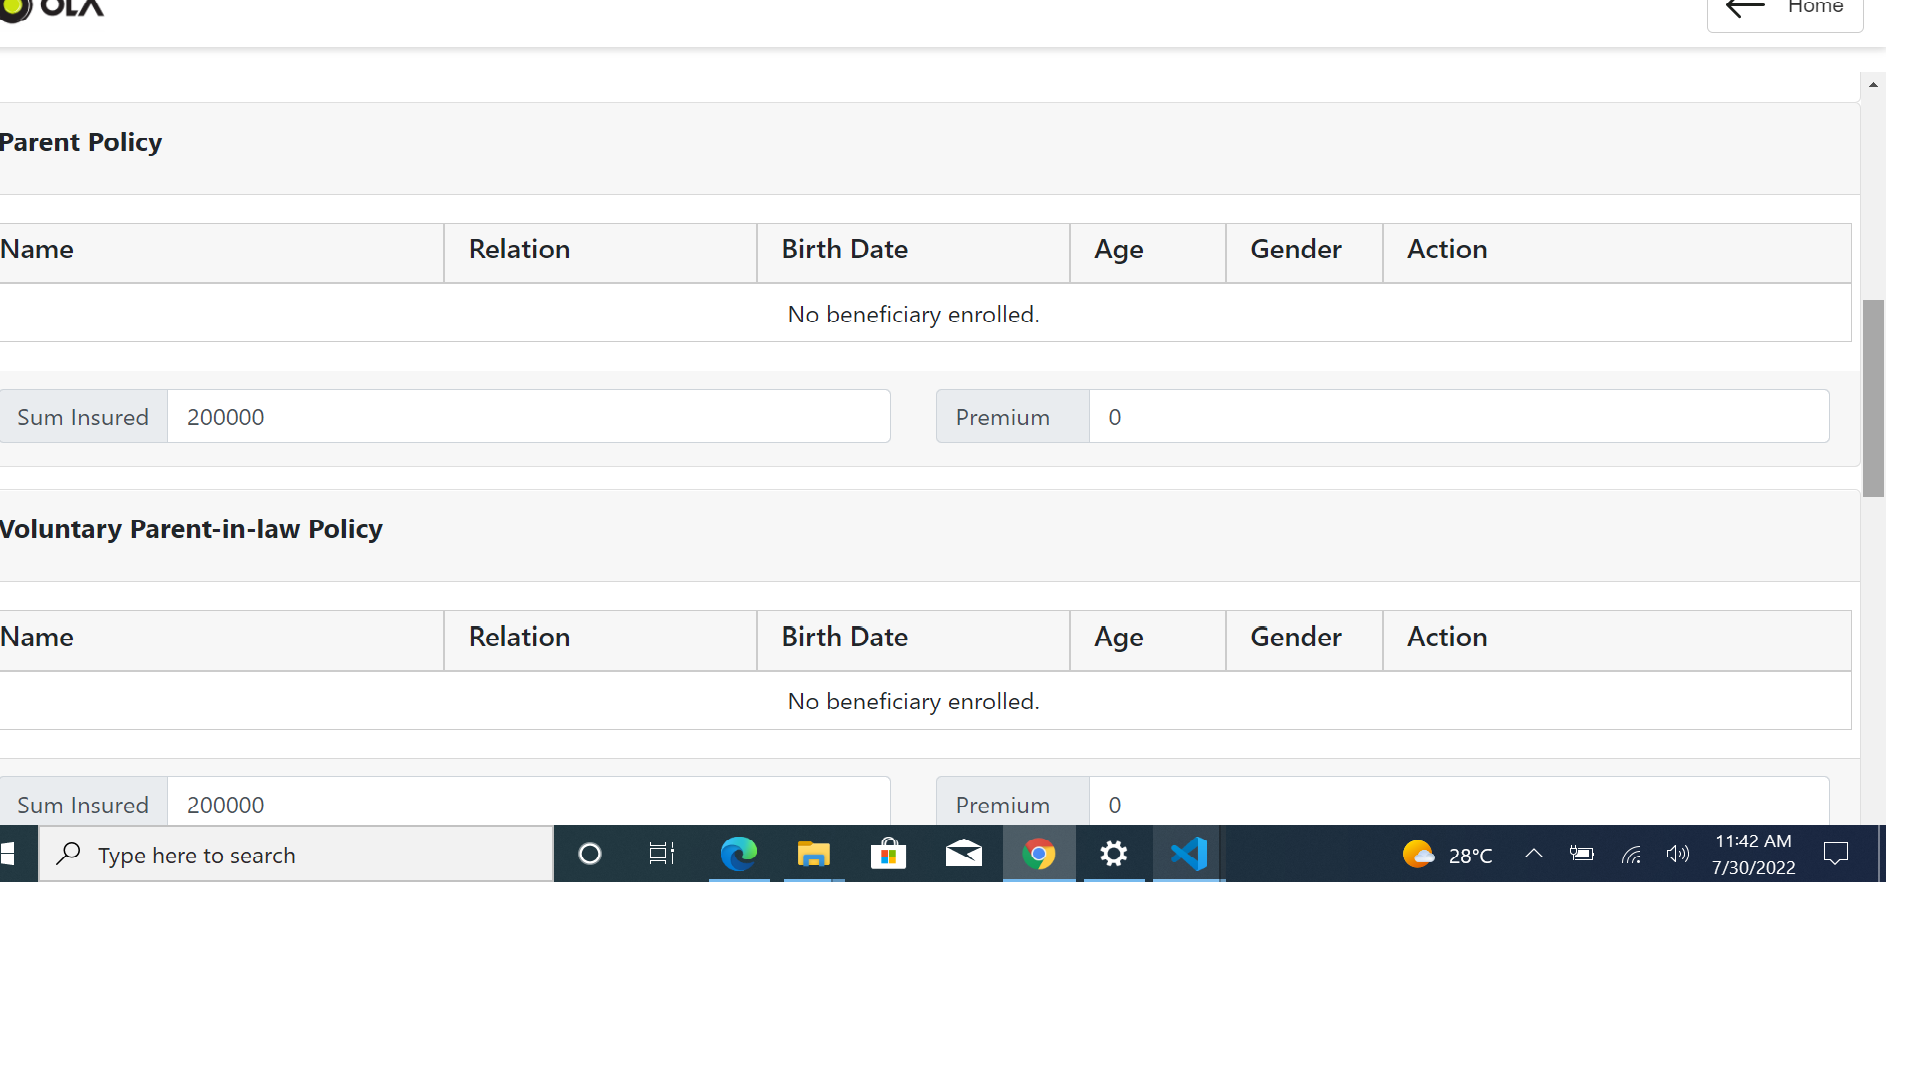 OLA
Home
Parent Policy
Name Relation Birth Date Age Gender Action
No beneficiary enrolled.
Sum Insured 200000 Premium 0
Voluntary Parent-in-law Policy
Name Relation Birth Date Age Gender Action
No beneficiary enrolled.
Sum Insured 200000 Premium 0
Type here to search
28°C
11:42 AM
7/30/2022